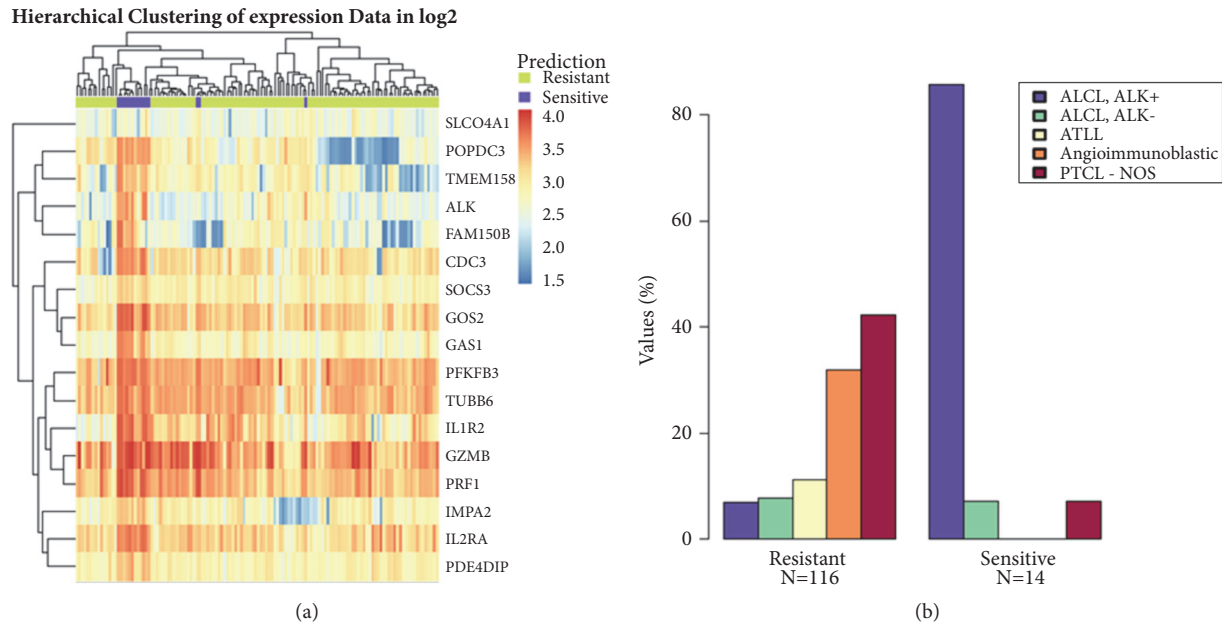 Hierarchical Clustering of expression Data in log2
Prediction
Resistant
Sensitive
4.0
3.5
3.0
2.5
2.0
1.5
SLCO4A1
POPDC3
TMEM158
ALK
FAM150B
CDC3
SOCS3
GOS2
GAS1
PFKFB3
TUBB6
IL1R2
GZMB
PRF1
IMPA2
IL2RA
PDE4DIP
(a)
Values (%)
80
60
40
20
0
ALCL, ALK+
ALCL, ALK-
ATLL
Angioimmunoblastic
PTCL - NOS
Resistant
N=116
Sensitive
N=14
(b)